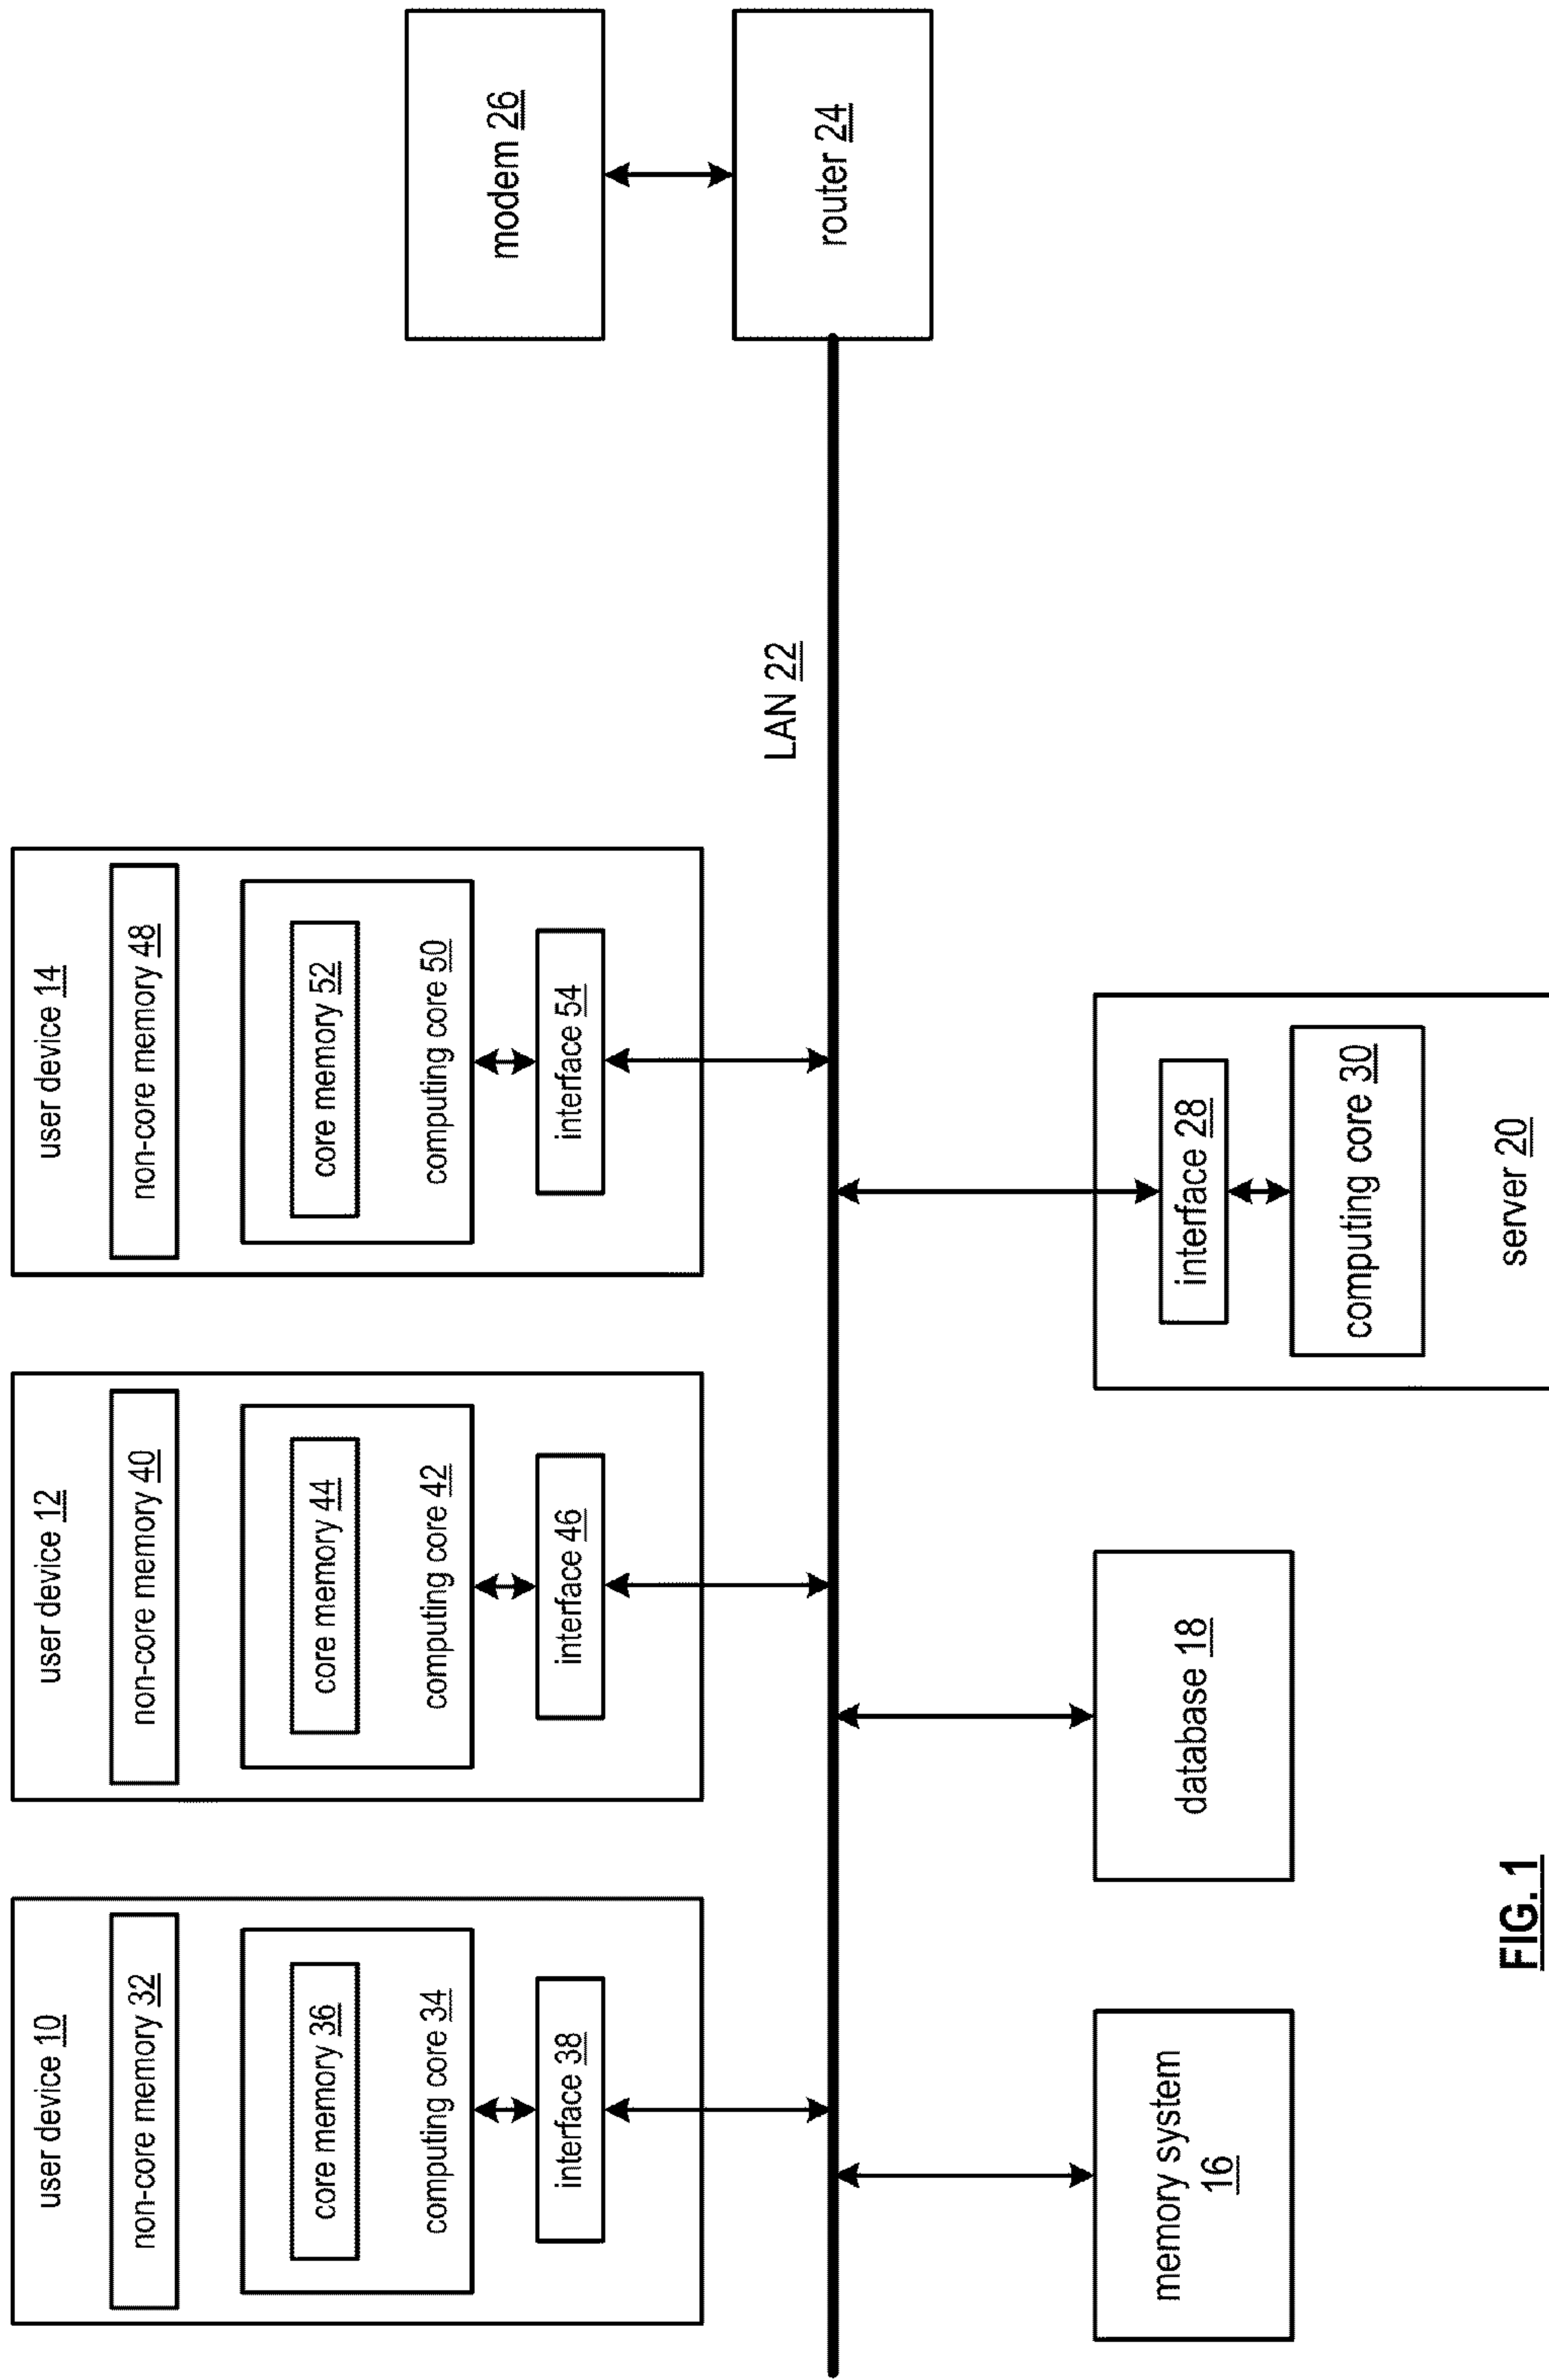 user device 10
non-core memory 32
core memory 36
computing core 34
interface 38
user device 12
non-core memory 40
core memory 44
computing core 42
interface 46
user device 14
non-core memory 48
core memory 52
computing core 50
interface 54
modem 26
router 24
LAN 22
memory system
16
database 18
interface 28
computing core 30
server 20
FIG. 1